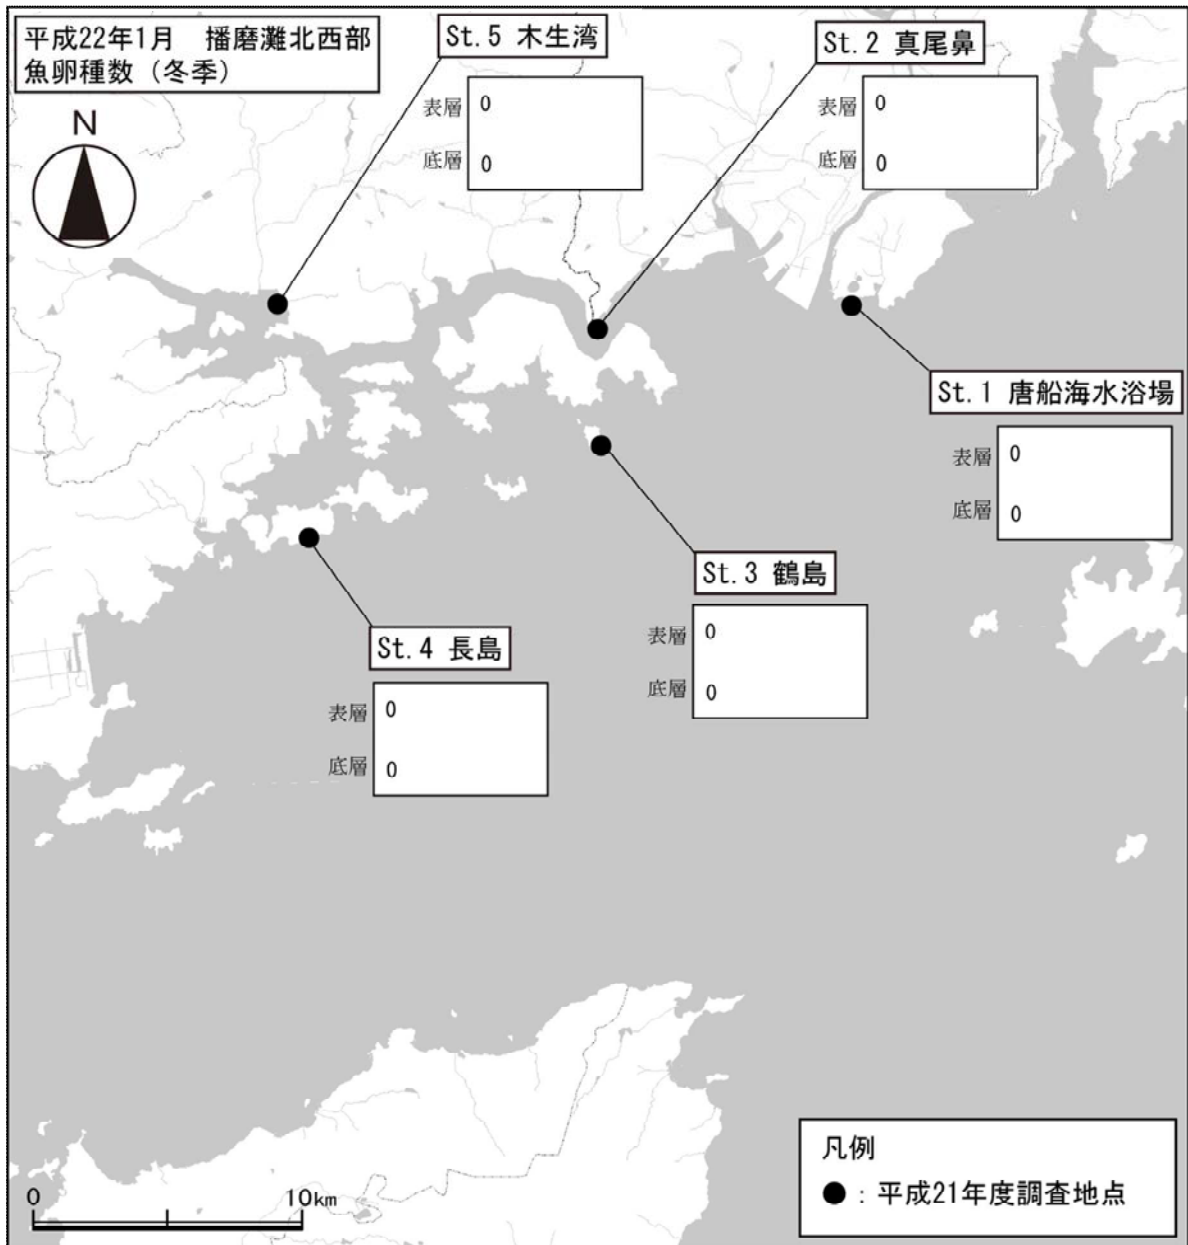 平成22年1月　播磨灘北西部
魚卵種数（冬季）
N
St.5 木生湾
表層 0
底層 0
St.2 真尾鼻
表層 0
底層 0
St.1 唐船海水浴場
表層 0
底層 0
St.3 鶴島
表層 0
底層 0
St.4 長島
表層 0
底層 0
凡例
●：平成21年度調査地点
0 10km